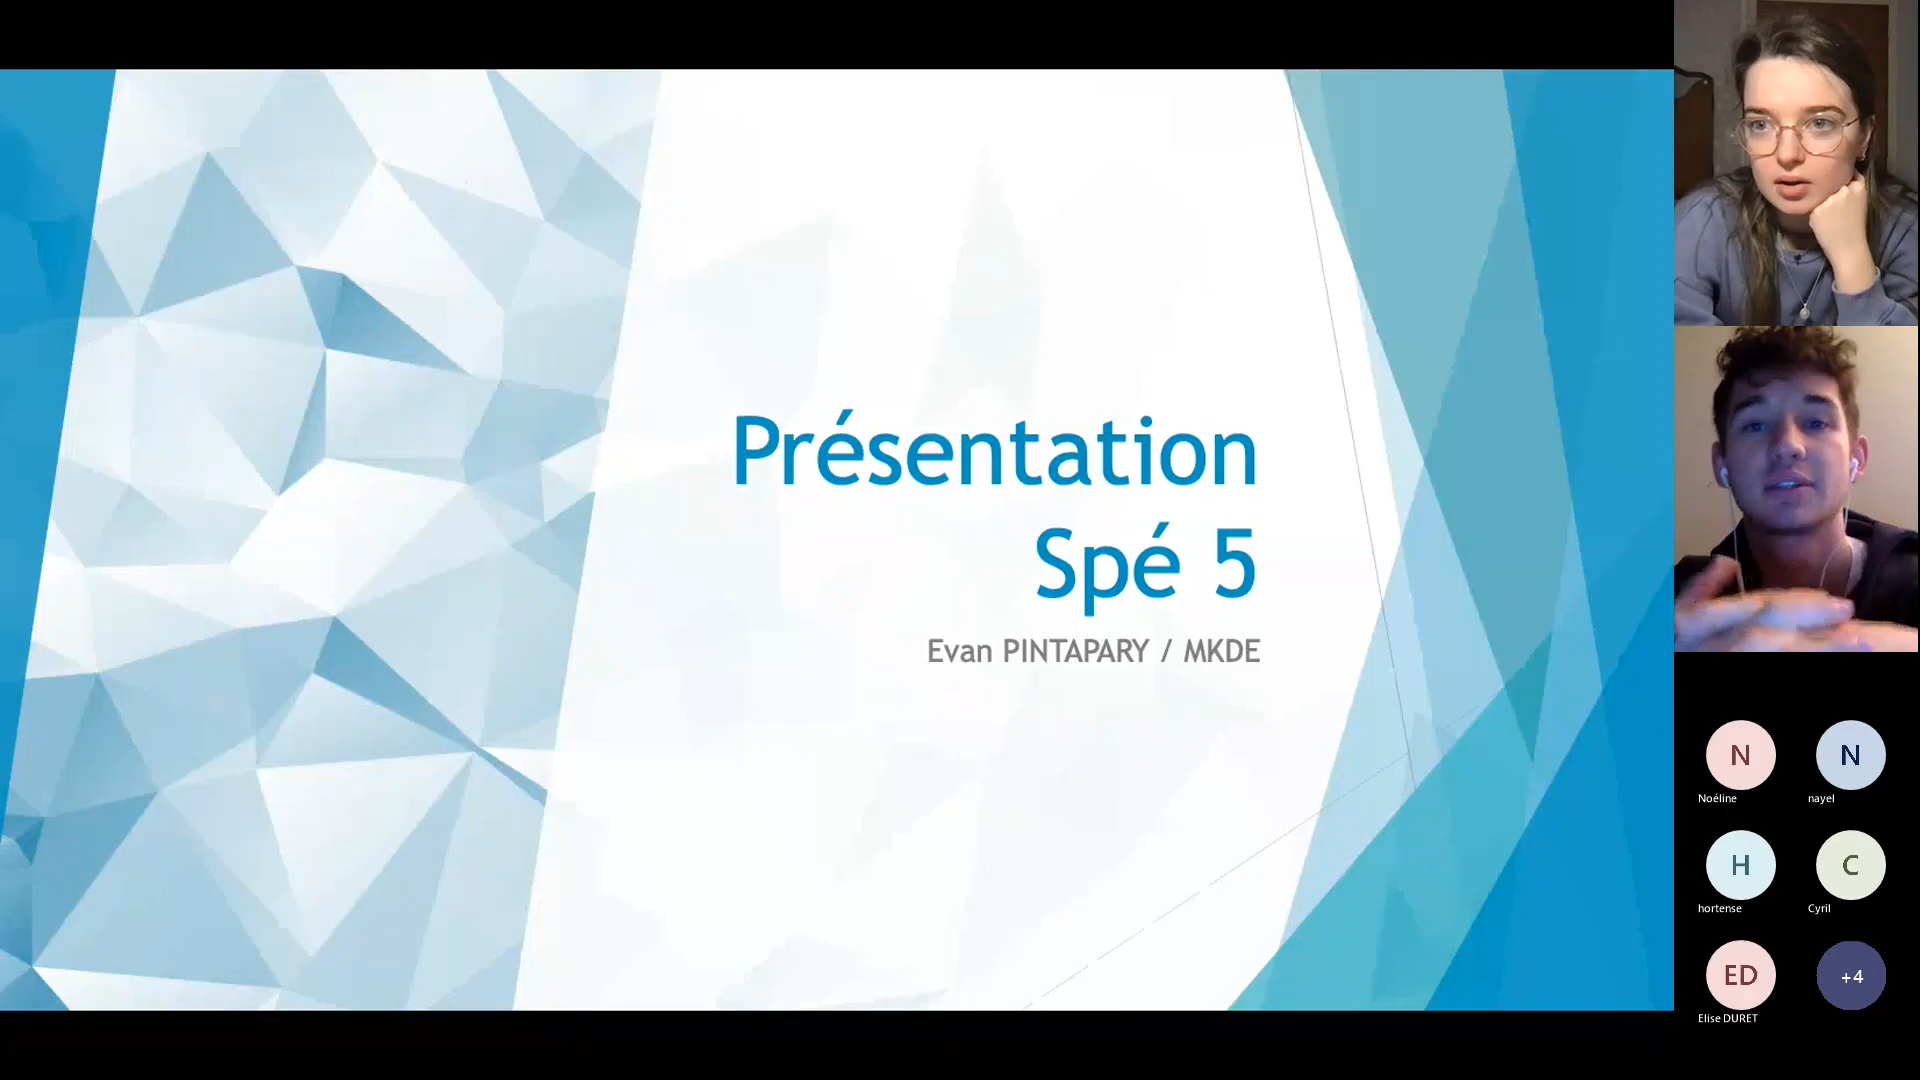 Présentation
Spé 5
Evan PINTAPARY / MKDE
N
N
Noéline
nayel
H
C
hortense
Cyril
ED
+4
Elise DURET